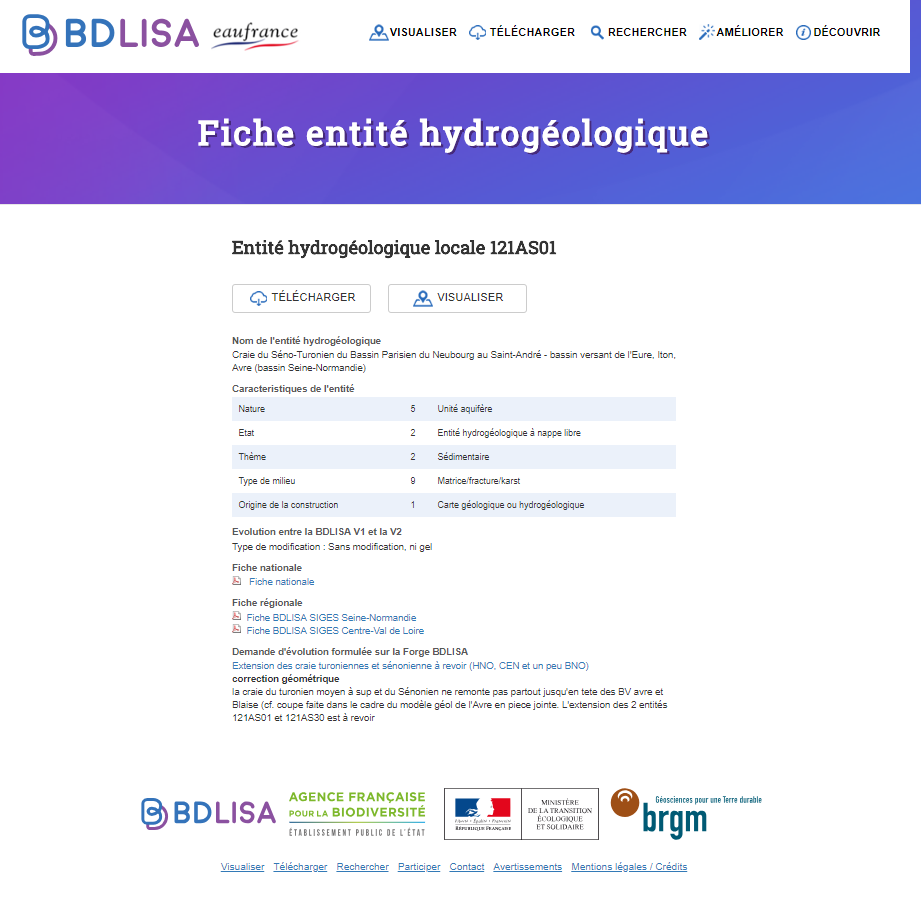 BDLISA eaufrance VISUALISER TÉLÉCHARGER RECHERCHER AMÉLIORER DÉCOUVRIR
Fiche entité hydrogéologique
Entité hydrogéologique locale 121AS01
TÉLÉCHARGER VISUALISER
Nom de l'entité hydrogéologique
Craie du Séno-Turonien du Bassin Parisien du Neubourg au Saint-André - bassin versant de l'Eure, Iton,
Avre (bassin Seine-Normandie)
Caracteristiques de l'entité
Nature 5 Unité aquifére
Etat 2 Entité hydrogéologique à nappe libre
Thème 2 Sédimentaire
Type de milieu 9 Matrice/fracture/karst
Origine de la construction 1 Carte géologique ou hydrogéologique
Evolution entre la BDLISA V1 et la V2
Type de modification : Sans modification, ni gel
Fiche nationale
Fiche nationale
Fiche régionale
Fiche BDLISA SIGES Seine-Normandie
Fiche BDLISA SIGES Centre-Val de Loire
Demande d'évolution formulée sur la Forge BDLISA
Extension des craie turoniennes et sénonienne à revoir (HNO, CEN et un peu BNO)
correction géométrique
la craie du turonien moyen à sup et du Sénonien ne remonte pas partout jusqu'en tete des BV avre et
Blaise (cf. coupe faite dans le cadre du modèle géol de l'Avre en piece jointe. L'extension des 2 entités
121AS01 et 121AS30 est à revoir
BDLISA
AGENCE FRANÇAISE
POUR LA BIODIVERSITÉ
ÉTABLISSEMENT PUBLIC DE L'ÉTAT
Liberté • Égalité • Fraternité
RÉPUBLIQUE FRANÇAISE
MINISTÈRE
DE LA TRANSITION
ÉCOLOGIQUE
ET SOLIDAIRE
Géosciences pour une Terre durable
brgm
Visualiser Télécharger Rechercher Participer Contact Avertissements Mentions légales / Crédits